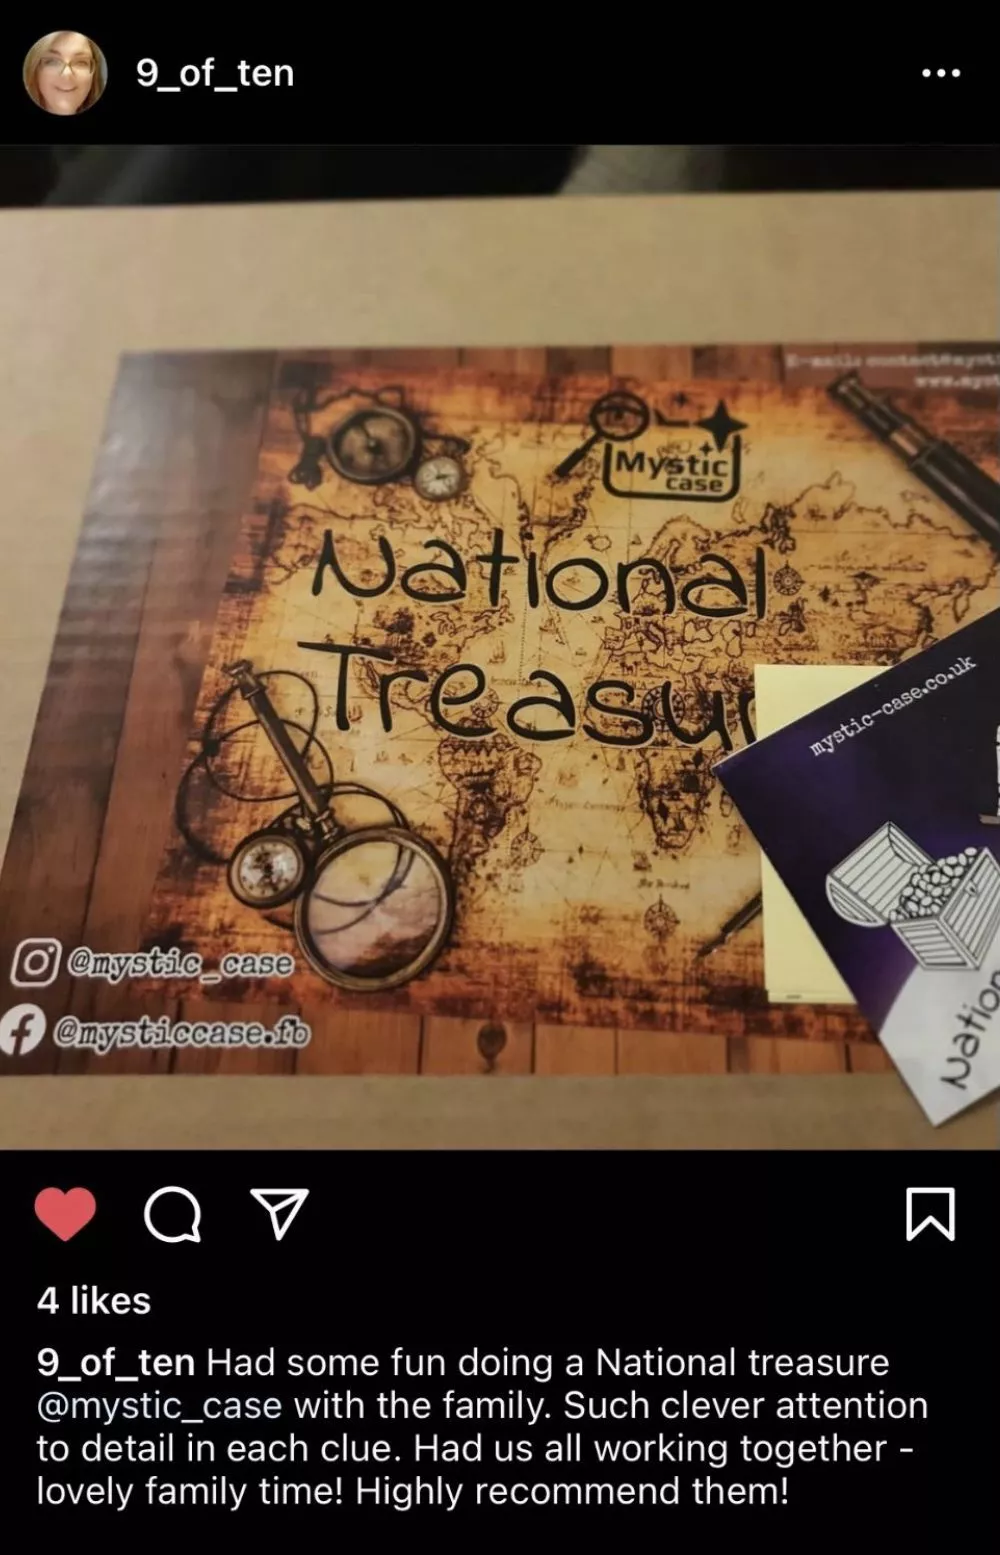 9_of_ten
Mystic
case
National
mystic-case.co.uk
@mystic_case
@mysticcase.fb
4 likes
9_of_ten Had some fun doing a National treasure
@mystic_case with the family. Such clever attention
to detail in each clue. Had us all working together -
lovely family time! Highly recommend them!